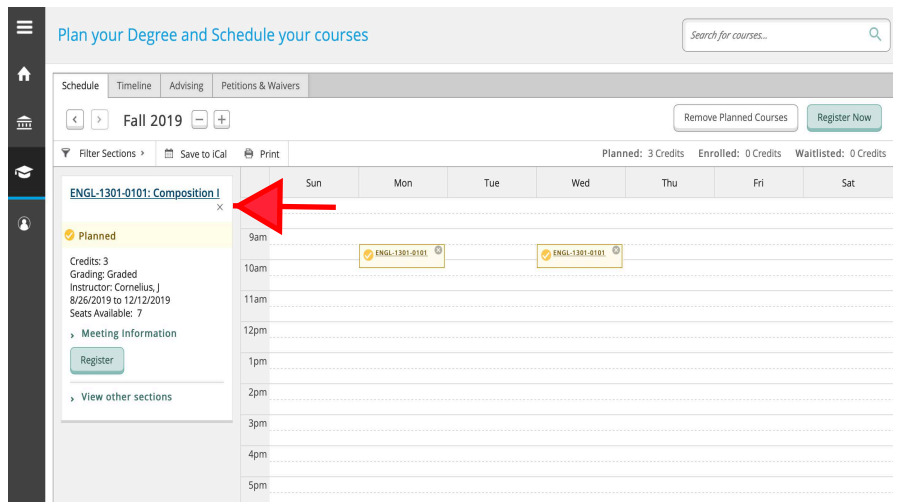 Plan your Degree and Schedule your courses
Search for courses...
Schedule Timeline Advising Petitions & Waivers
Fall 2019
Remove Planned Courses Register Now
Filter Sections Save to iCal Print
Planned: 3 Credits Enrolled: 0 Credits Waitlisted: 0 Credits
ENGL-1301-0101: Composition I
Planned
Credits: 3
Grading: Graded
Instructor: Cornelius, J
8/26/2019 to 12/12/2019
Seats Available: 7
Meeting Information
Register
View other sections
Sun Mon Tue Wed Thu Fri Sat
9am
ENGL-1301-0101 ENGL-1301-0101
10am
11am
12pm
1pm
2pm
3pm
4pm
5pm